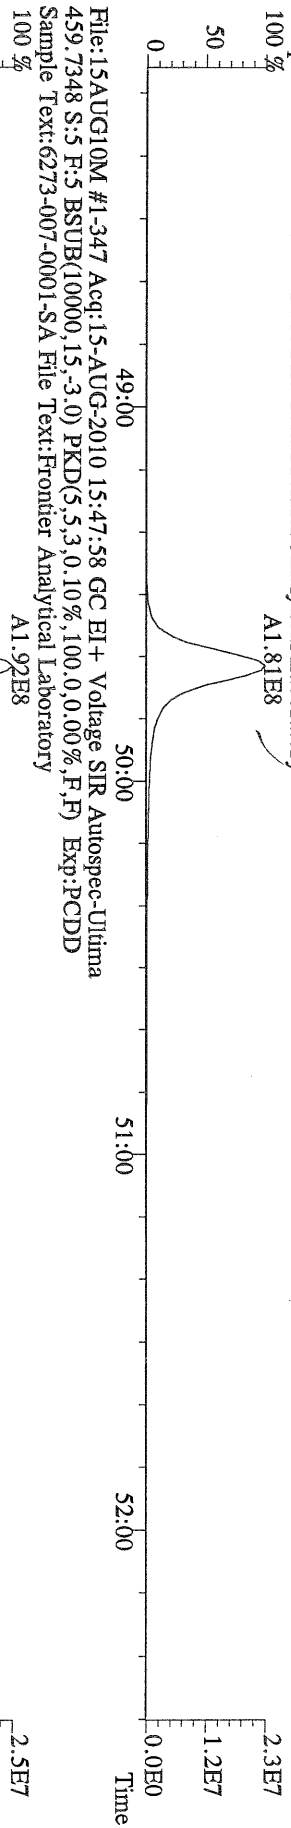 100 %
A1.81E8
2.3E7
50
1.2E7
0
0.0E0
49:00
50:00
51:00
52:00
Time
File:15AUG10M #1-347 Acq:15-AUG-2010 15:47:58 GC EI+ Voltage SIR Autospec-Ultima
459.7348 S:5 F:5 BSUB(10000,15,-3.0) PKD(5,5,3,0.10%,100.0,0.00%,F,F) Exp:PCDD
Sample Text:6273-007-0001-SA File Text:Frontier Analytical Laboratory
100 %
A1.92E8
2.5E7